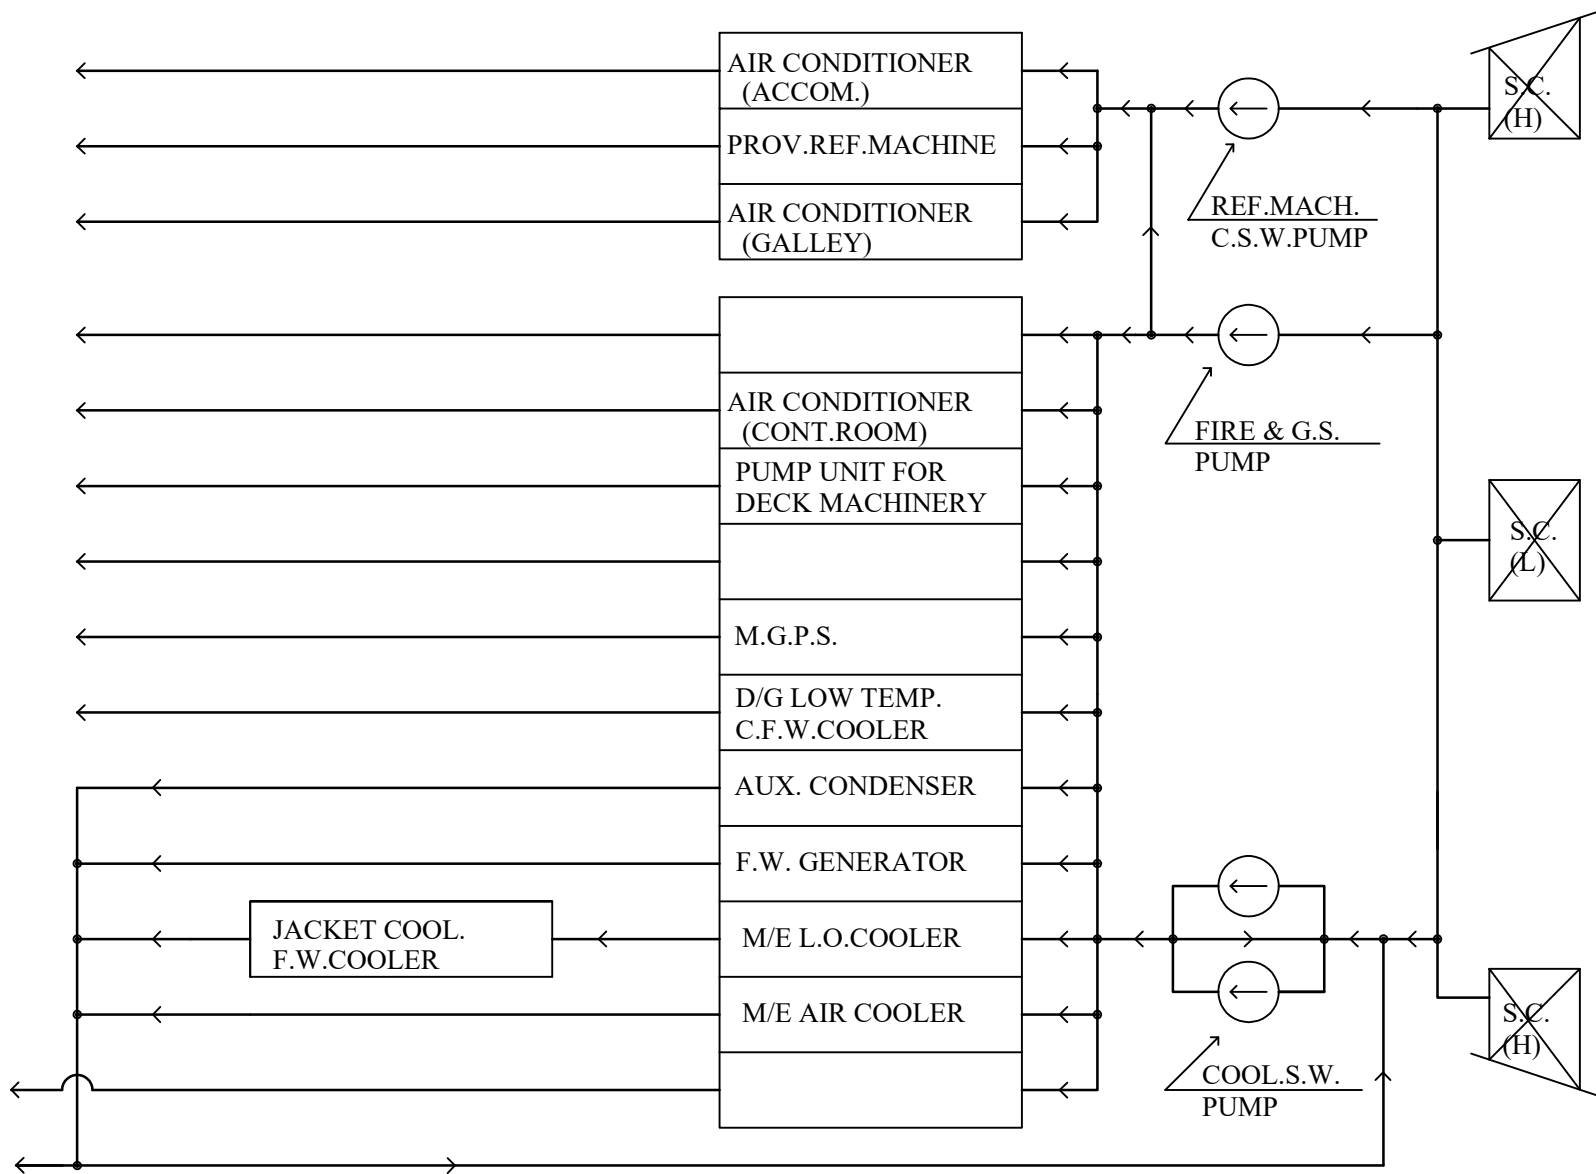 AIR CONDITIONER
(ACCOM.)
PROV.REF.MACHINE
AIR CONDITIONER
(GALLEY)
S.C.
(H)
REF.MACH.
C.S.W.PUMP
AIR CONDITIONER
(CONT.ROOM)
PUMP UNIT FOR
DECK MACHINERY
FIRE & G.S.
PUMP
S.C.
(L)
M.G.P.S.
D/G LOW TEMP.
C.F.W.COOLER
AUX. CONDENSER
F.W. GENERATOR
JACKET COOL.
F.W.COOLER
M/E L.O.COOLER
M/E AIR COOLER
S.C.
(H)
COOL.S.W.
PUMP